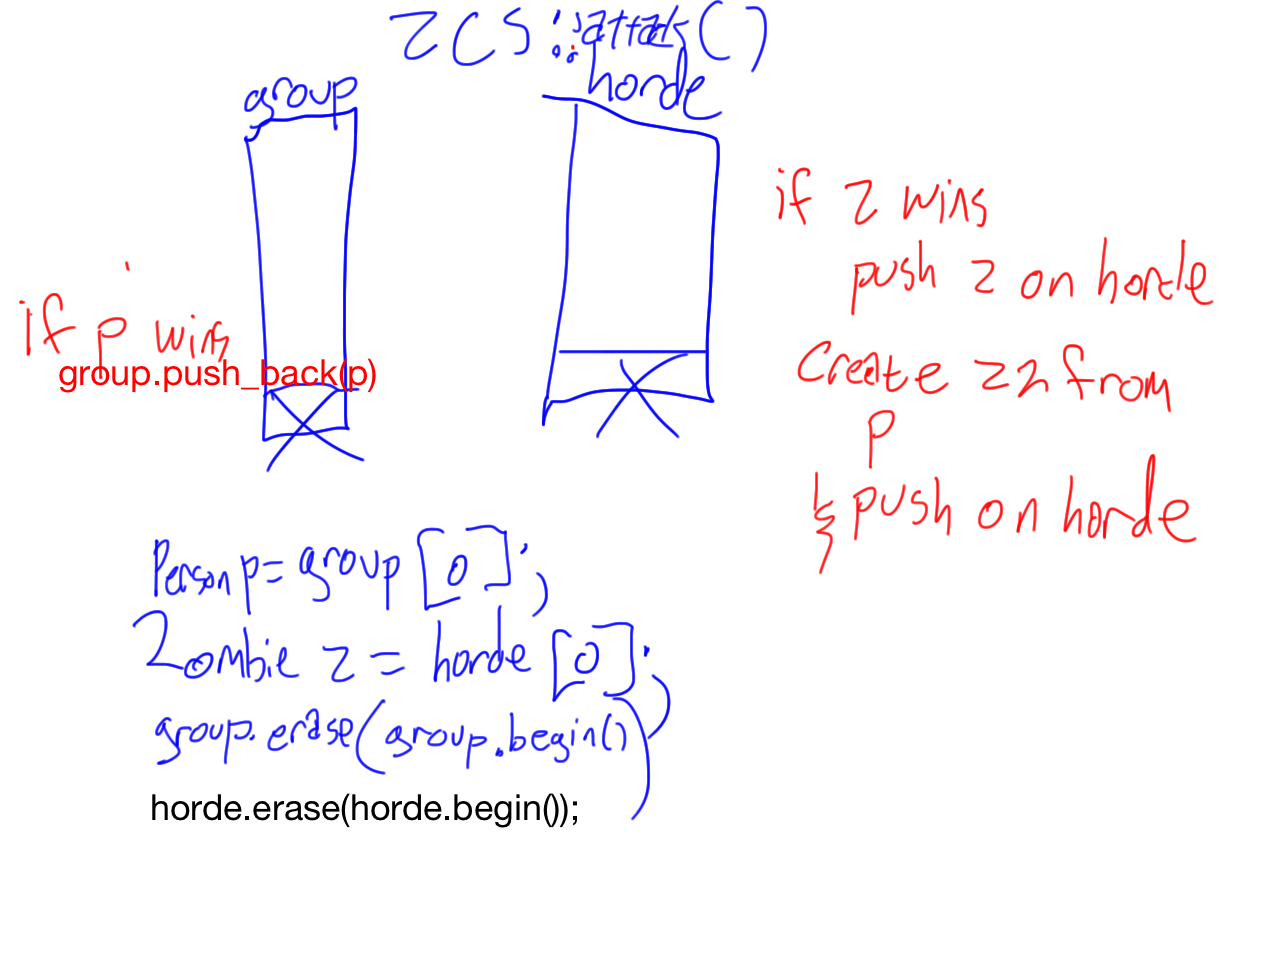 ZCS::attack()
group
horde
if z wins
push z on horde
Create z2 from
p
& push on horde
if p wins
group.push_back(p)
Person p = group[0];
Zombie z = horde[0];
group.erase(group.begin());
horde.erase(horde.begin());